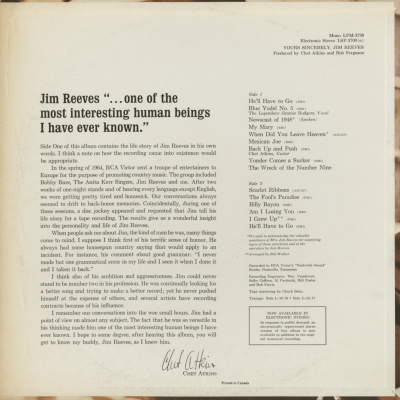 Mono LPM-3709
Electronic Stereo LSP-3709(e)
YOURS SINCERELY, JIM REEVES
Produced by Chet Atkins and Bob Ferguson
Jim Reeves “...one of the
most interesting human beings
I have ever known.”
Side One of this album contains the life story of Jim Reeves in his own
words. I think a note on how the recording came into existence would
be appropriate.
In the spring of 1964, RCA Victor sent a troupe of entertainers to
Europe for the purpose of promoting country music. The group included
Bobby Bare, The Anita Kerr Singers, Jim Reeves and me. After two
weeks of one-night stands and of hearing every language except English,
we were getting pretty tired and homesick. Our conversations always
seemed to drift to back-home memories. Coincidentally, during one of
these sessions, a disc jockey appeared and requested that Jim tell his
life story for a tape recording. The results give us a wonderful insight
into the personality and life of Jim Reeves.
When people ask me about Jim, the kind of man he was, many things
come to mind. I suppose I think first of his terrific sense of humor. He
always had some homespun country saying that would apply to an
incident. For instance, his comment about good grammar: “I never
made but one grammatical error in my life and I seen it when I done it
and I taken it back.”
I think also of his ambition and aggressiveness. Jim could never
stand to be number two in his profession. He was continually looking for
a better song and trying to make a better record; yet he never pushed
himself at the expense of others, and several artists have recording
contracts because of his influence.
I remember our conversations into the wee small hours. Jim had a
point of view on almost any subject. The fact that he was so versatile in
his thinking made him one of the most interesting human beings I have
ever known. I hope to some degree, after hearing this album, you will
get to know my buddy, Jim Reeves, as I knew him.
Chet Atkins
CHET ATKINS
Side 1
He'll Have to Go
Blue Yodel No. 5
The Legendary Jimmie Rodgers, Vocal
Newscast of 1948* (Spoken)
My Mary
When Did You Leave Heaven*
Mexican Joe
Back Up and Push
Chet Atkins, Guitar
Yonder Comes a Sucker
The Wreck of the Number Nine
Side 2
Scarlet Ribbons
The Fool's Paradise
Billy Bayou
Am I Losing You
I Grew Up**
He'll Have to Go
Recorded in RCA Victor's "Nashville Sound"
Studio, Nashville, Tennessee
NOW AVAILABLE IN
ELECTRONIC STEREO
Printed in Canada